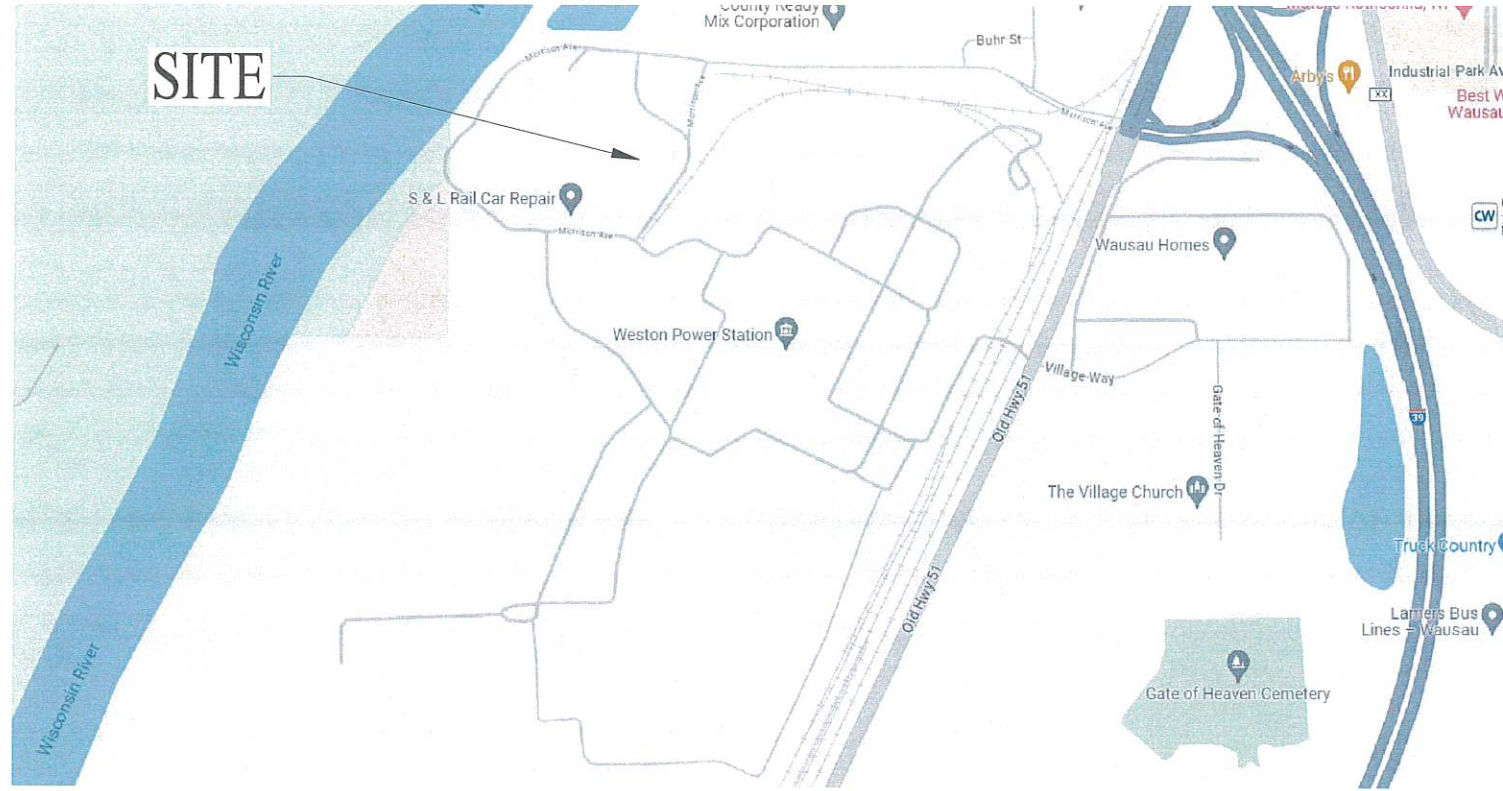 County Ready
Mix Corporation
SITE
Morrison Ave
Buhr St
Arby's
Industrial Park Av
XX
Best W
Wausau
Morrison Ave
Morrison Ave
S & L Rail Car Repair
Morrison Ave
CW
Wausau Homes
Wisconsin River
Weston Power Station
Village Way
Old Hwy 51
Gate of Heaven Dr
39
The Village Church
Truck Country
Old Hwy 51
Lamers Bus
Lines - Wausau
Wisconsin River
Gate of Heaven Cemetery